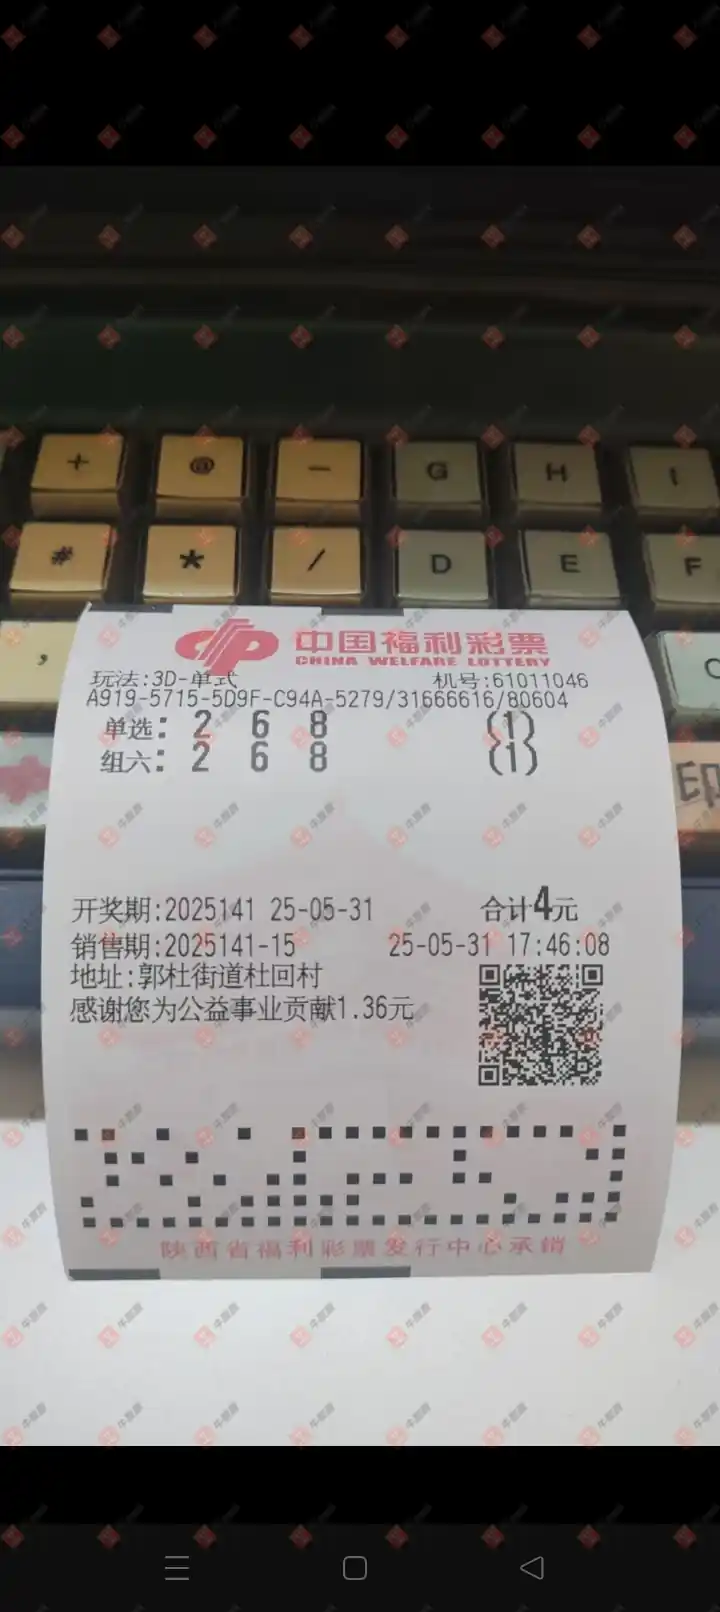 + @ - G H I
# * / D E F
, C
印
中国福利彩票
CHINA WELFARE LOTTERY
玩法:3D-单式 机号:61011046
A919-5715-5D9F-C94A-5279/31666616/80604
单选: 2 6 8 (1)
组六: 2 6 8 (1)
开奖期:2025141 25-05-31 合计4元
销售期:2025141-15 25-05-31 17:46:08
地址:郭杜街道杜回村
感谢您为公益事业贡献1.36元
陕西省福利彩票发行中心承销